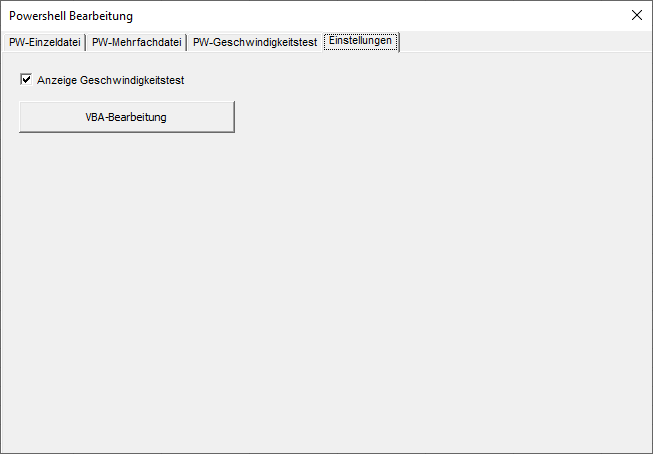 Powershell Bearbeitung
PW-Einzeldatei PW-Mehrfachdatei PW-Geschwindigkeitstest Einstellungen
Anzeige Geschwindigkeitstest
VBA-Bearbeitung